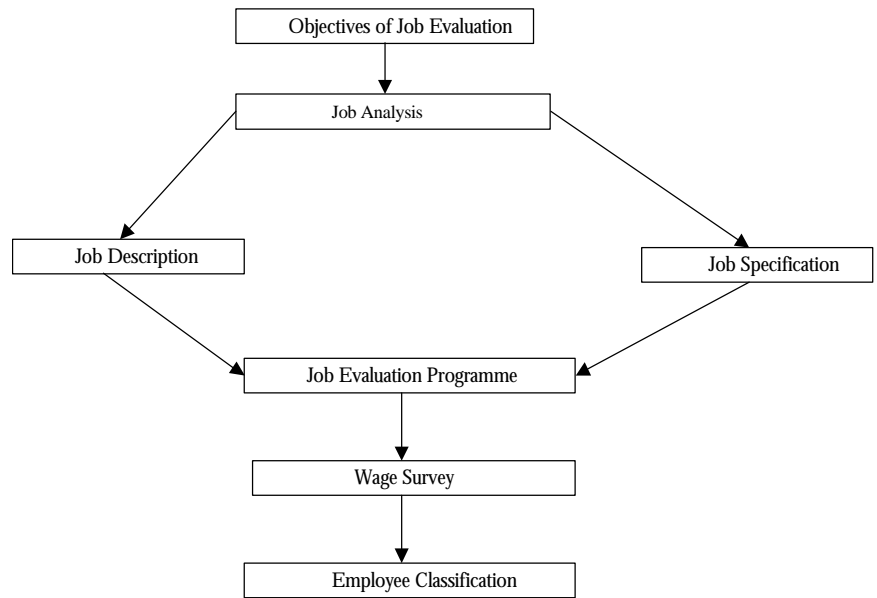 Objectives of Job Evaluation
Job Analysis
Job Description
Job Specification
Job Evaluation Programme
Wage Survey
Employee Classification